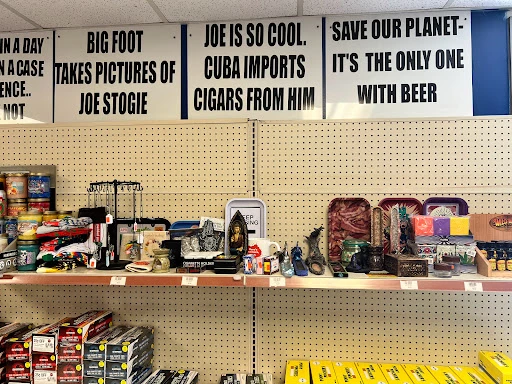 IN A DAY
N A CASE
ENCE..
NOT
BIG FOOT
TAKES PICTURES OF
JOE STOGIE
JOE IS SO COOL.
CUBA IMPORTS
CIGARS FROM HIM
SAVE OUR PLANET-
IT'S THE ONLY ONE
WITH BEER